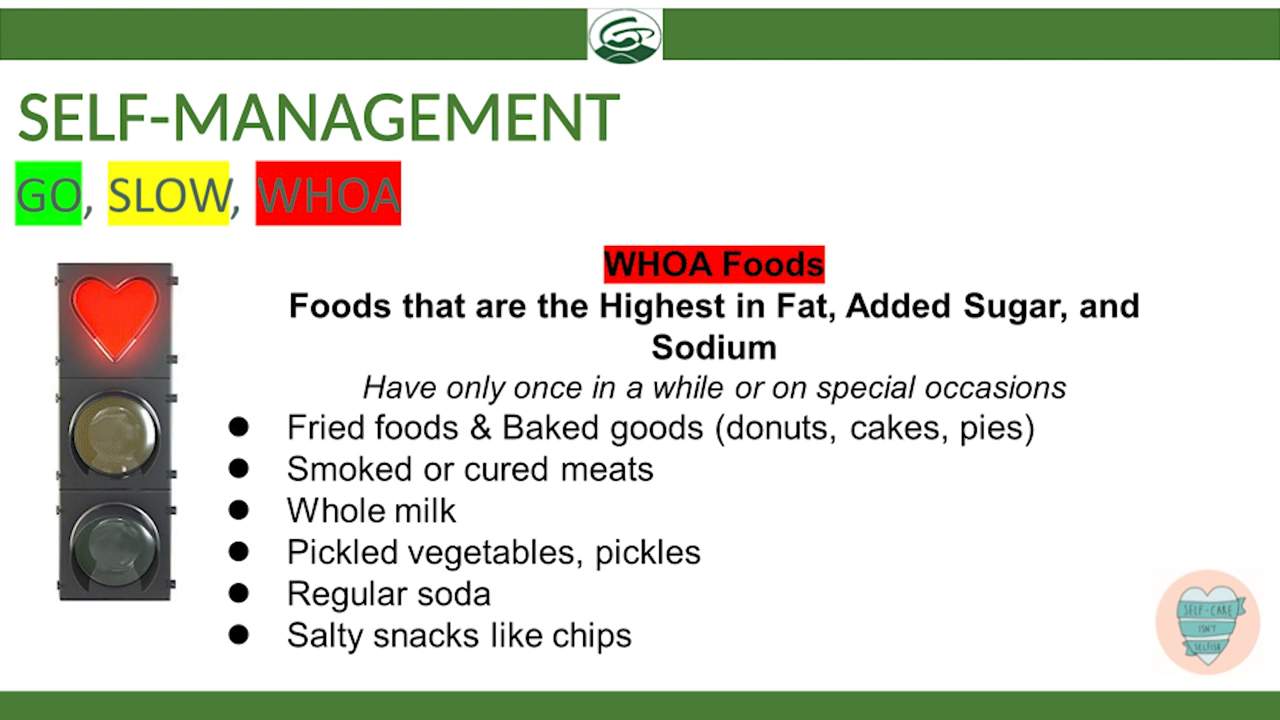 SELF-MANAGEMENT
GO, SLOW, WHOA
WHOA Foods
Foods that are the Highest in Fat, Added Sugar, and
Sodium
Have only once in a while or on special occasions
● Fried foods & Baked goods (donuts, cakes, pies)
● Smoked or cured meats
● Whole milk
● Pickled vegetables, pickles
● Regular soda
● Salty snacks like chips
SELF-CARE
ISN'T
SELFISH